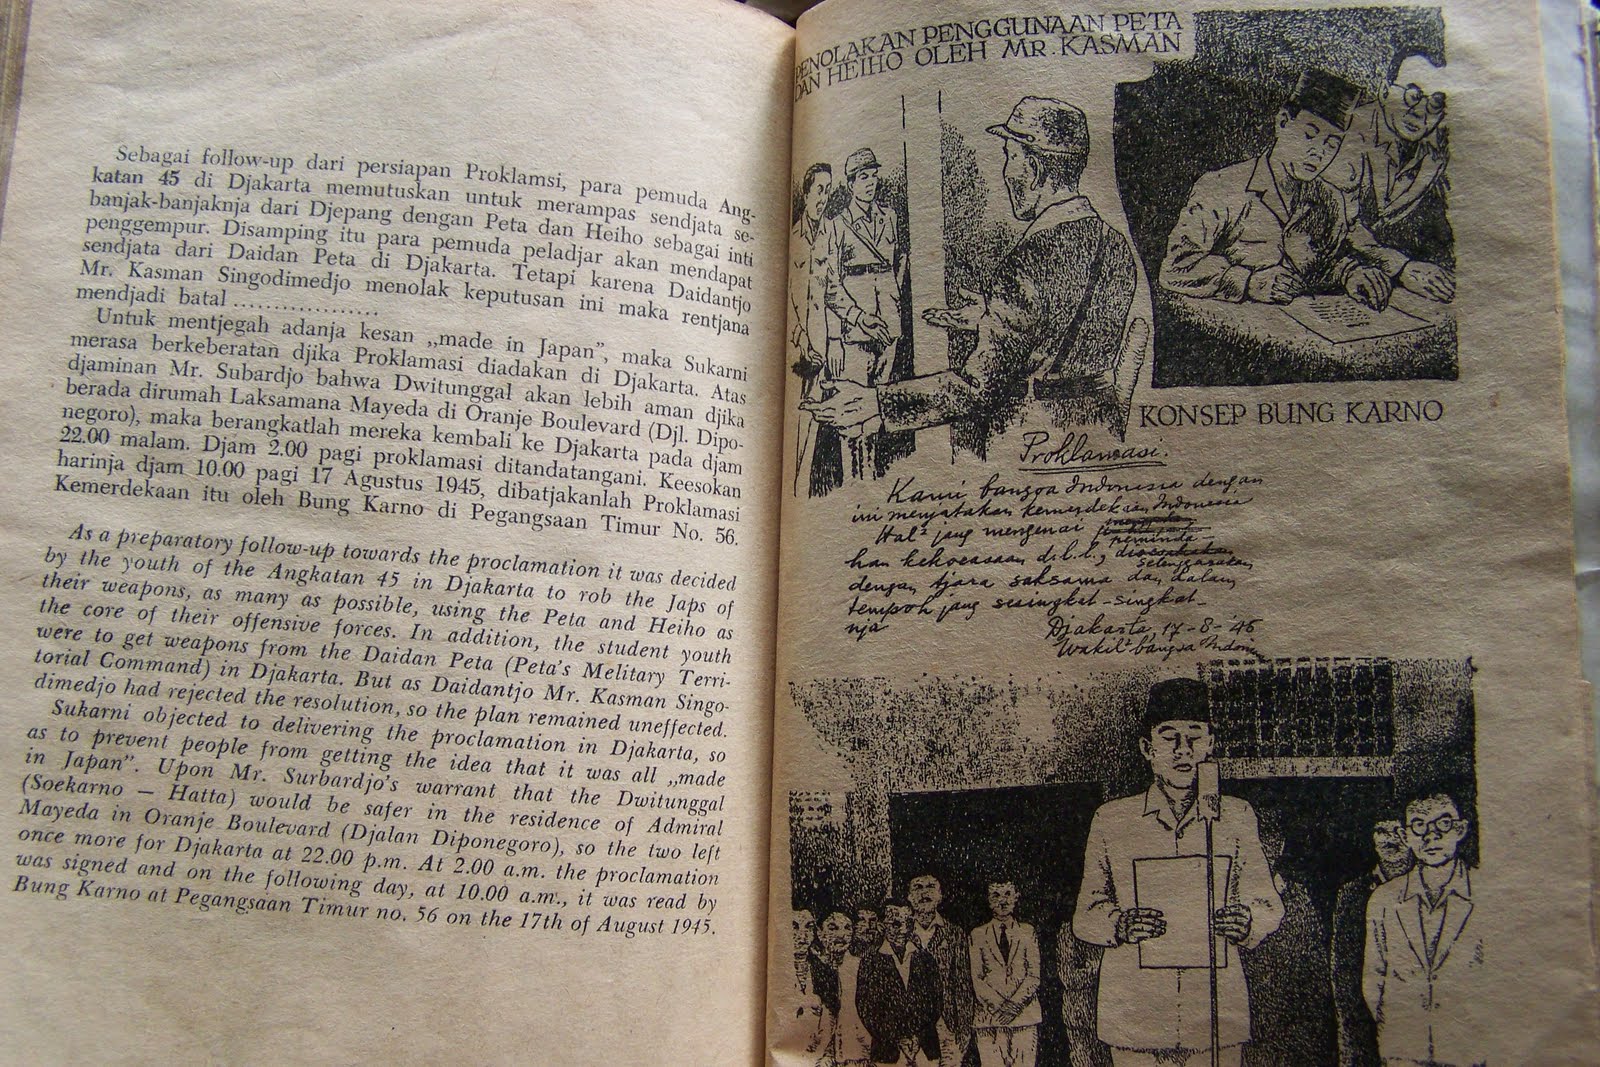 Sebagai follow-up dari persiapan Proklamsi, para pemuda Ang-
katan 45 di Djakarta memutuskan untuk merampas sendjata se-
banjak-banjaknja dari Djepang dengan Peta dan Heiho sebagai inti
penggempur. Disamping itu para pemuda peladjar akan mendapat
sendjata dari Daidan Peta di Djakarta. Tetapi karena Daidantjo
Mr. Kasman Singodimedjo menolak keputusan ini maka rentjana
mendjadi batal ................
Untuk mentjegah adanja kesan „made in Japan”, maka Sukarni
merasa berkeberatan djika Proklamasi diadakan di Djakarta. Atas
djaminan Mr. Subardjo bahwa Dwitunggal akan lebih aman djika
berada dirumah Laksamana Mayeda di Oranje Boulevard (Djl. Dipo-
negoro), maka berangkatlah mereka kembali ke Djakarta pada djam
22.00 malam. Djam 2.00 pagi proklamasi ditandatangani. Keesokan
harinja djam 10.00 pagi 17 Agustus 1945, dibatjakanlah Proklamasi
Kemerdekaan itu oleh Bung Karno di Pegangsaan Timur No. 56.
As a preparatory follow-up towards the proclamation it was decided
by the youth of the Angkatan 45 in Djakarta to rob the Japs of
their weapons, as many as possible, using the Peta and Heiho as
the core of their offensive forces. In addition, the student youth
were to get weapons from the Daidan Peta (Peta's Melitary Terri-
torial Command) in Djakarta. But as Daidantjo Mr. Kasman Singo-
dimedjo had rejected the resolution, so the plan remained uneffected.
Sukarni objected to delivering the proclamation in Djakarta, so
as to prevent people from getting the idea that it was all „made
in Japan”. Upon Mr. Surbardjo's warrant that the Dwitunggal
(Soekarno — Hatta) would be safer in the residence of Admiral
Mayeda in Oranje Boulevard (Djalan Diponegoro), so the two left
once more for Djakarta at 22.00 p.m. At 2.00 a.m. the proclamation
was signed and on the following day, at 10.00 a.m., it was read by
Bung Karno at Pegangsaan Timur no. 56 on the 17th of August 1945.
PENOLAKAN PENGGUNAAN PETA
DAN HEIHO OLEH MR. KASMAN
KONSEP BUNG KARNO
Proklamasi.
Kami bangsa Indonesia dengan
ini menjatakan kemerdekaan Indonesia
Hal² jang mengenai
peminda
han kekoeasaan d.l.l., dioesahakan
selenggarakan
dengan tjara saksama dan dalam
tempoh jang sesingkat-singkat-
nja
Djakarta, 17-8-'45
Wakil² bangsa Indon